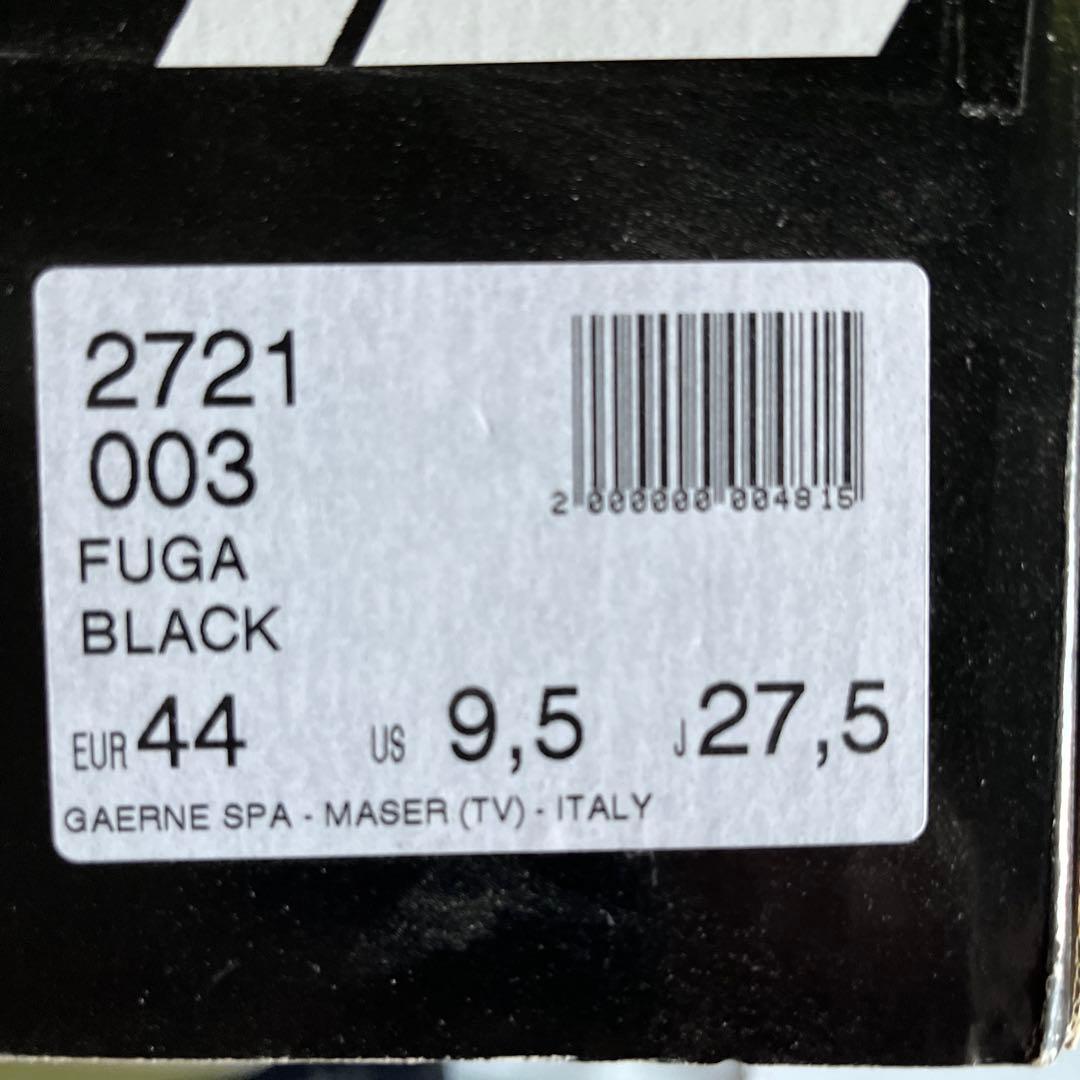 2721
003
2 000000 004815
FUGA
BLACK
EUR 44 US 9,5 J 27,5
GAERNE SPA - MASER (TV) - ITALY